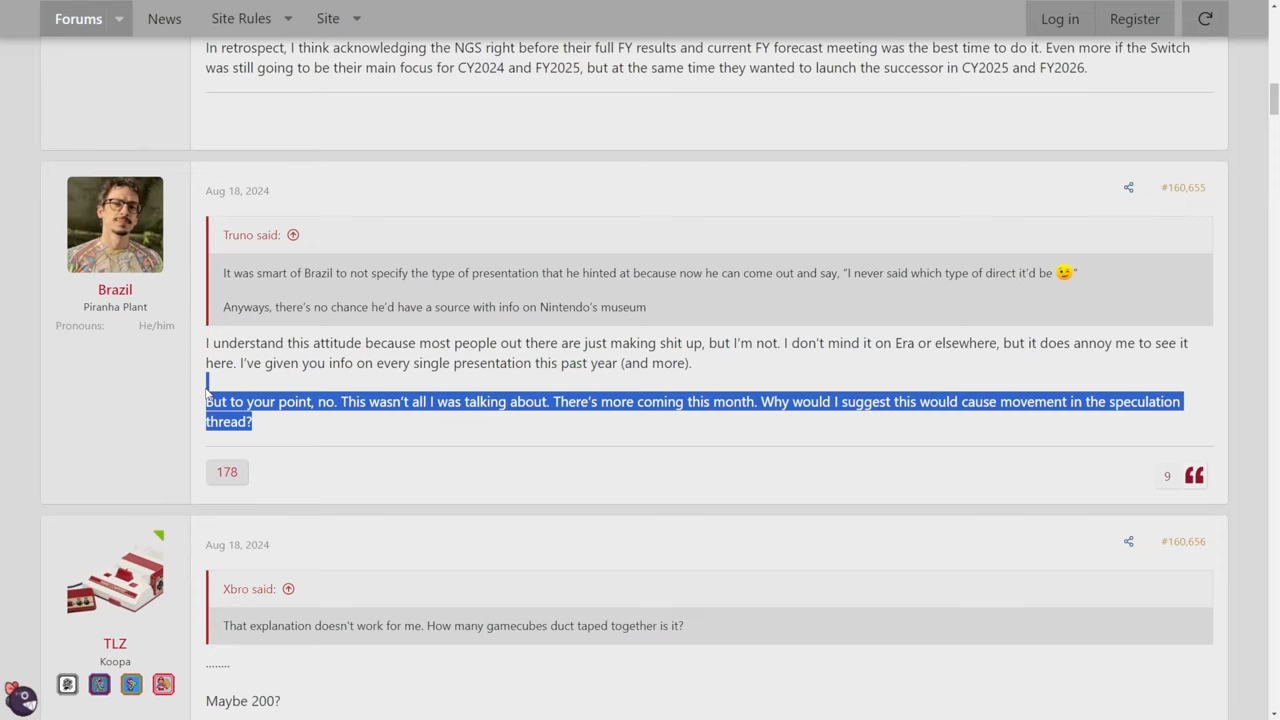 Forums
News
Site Rules
Site
Log in
Register
In retrospect, I think acknowledging the NGS right before their full FY results and current FY forecast meeting was the best time to do it. Even more if the Switch
was still going to be their main focus for CY2024 and FY2025, but at the same time they wanted to launch the successor in CY2025 and FY2026.
Aug 18, 2024
#160,655
Brazil
Piranha Plant
Pronouns: He/him
Truno said:
It was smart of Brazil to not specify the type of presentation that he hinted at because now he can come out and say, “I never said which type of direct it’d be 😉”
Anyways, there’s no chance he’d have a source with info on Nintendo’s museum
I understand this attitude because most people out there are just making shit up, but I’m not. I don’t mind it on Era or elsewhere, but it does annoy me to see it
here. I’ve given you info on every single presentation this past year (and more).
But to your point, no. This wasn’t all I was talking about. There’s more coming this month. Why would I suggest this would cause movement in the speculation
thread?
178
9
Aug 18, 2024
#160,656
TLZ
Koopa
Xbro said:
That explanation doesn't work for me. How many gamecubes duct taped together is it?
........
Maybe 200?